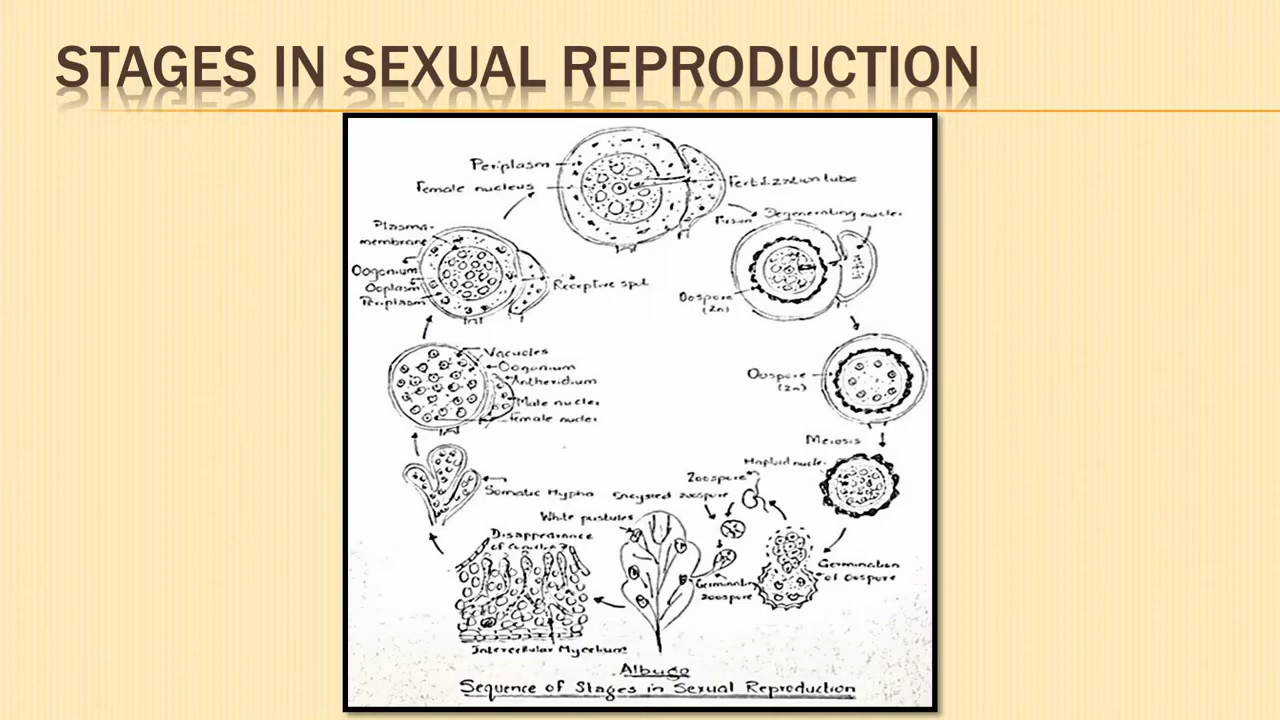 STAGES IN SEXUAL REPRODUCTION
Periplasm
Female nucleus
Fertilization tube
Fusion
Degenerating nuclei
Plasma-
membrane
Oogonium
Ooplasm
Periplasm
Receptive spot
Oospore
(2n)
Vacuoles
Oogonium
Antheridium
Male nuclei
Female nuclei
Oospore
(2n)
Meiosis
Haploid nuclei
Zoospore
Somatic Hypha
Encysted zoospore
White pustules
Disappearance
of
Germination
of Oospore
Germinating
zoospore
Intercellular Mycelium
Albugo
Sequence of Stages in Sexual Reproduction